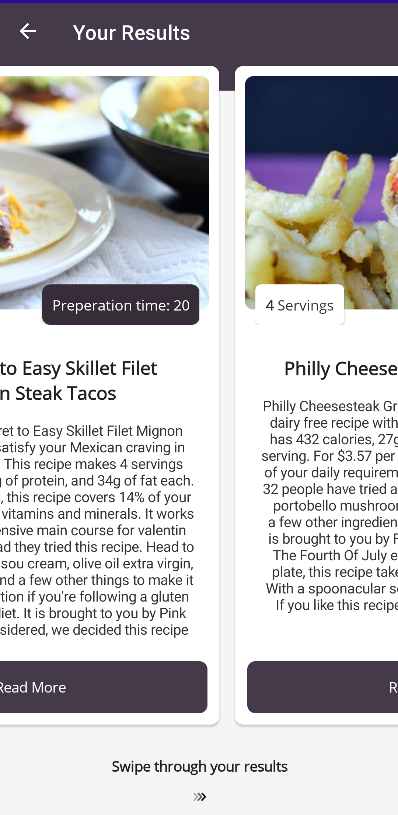 Your Results
Preperation time: 20
to Easy Skillet Filet
n Steak Tacos
ret to Easy Skillet Filet Mignon
satisfy your Mexican craving in
. This recipe makes 4 servings
g of protein, and 34g of fat each.
, this recipe covers 14% of your
vitamins and minerals. It works
ensive main course for valentin
ad they tried this recipe. Head to
sou cream, olive oil extra virgin,
nd a few other things to make it
tion if you're following a gluten
liet. It is brought to you by Pink
sidered, we decided this recipe
Read More
4 Servings
Philly Cheese
Philly Cheesesteak Gr
dairy free recipe with
has 432 calories, 27g
serving. For $3.57 per
of your daily requirem
32 people have tried a
portobello mushroo
a few other ingredien
is brought to you by F
The Fourth Of July e
plate, this recipe take
With a spoonacular s
If you like this recipe
R
Swipe through your results